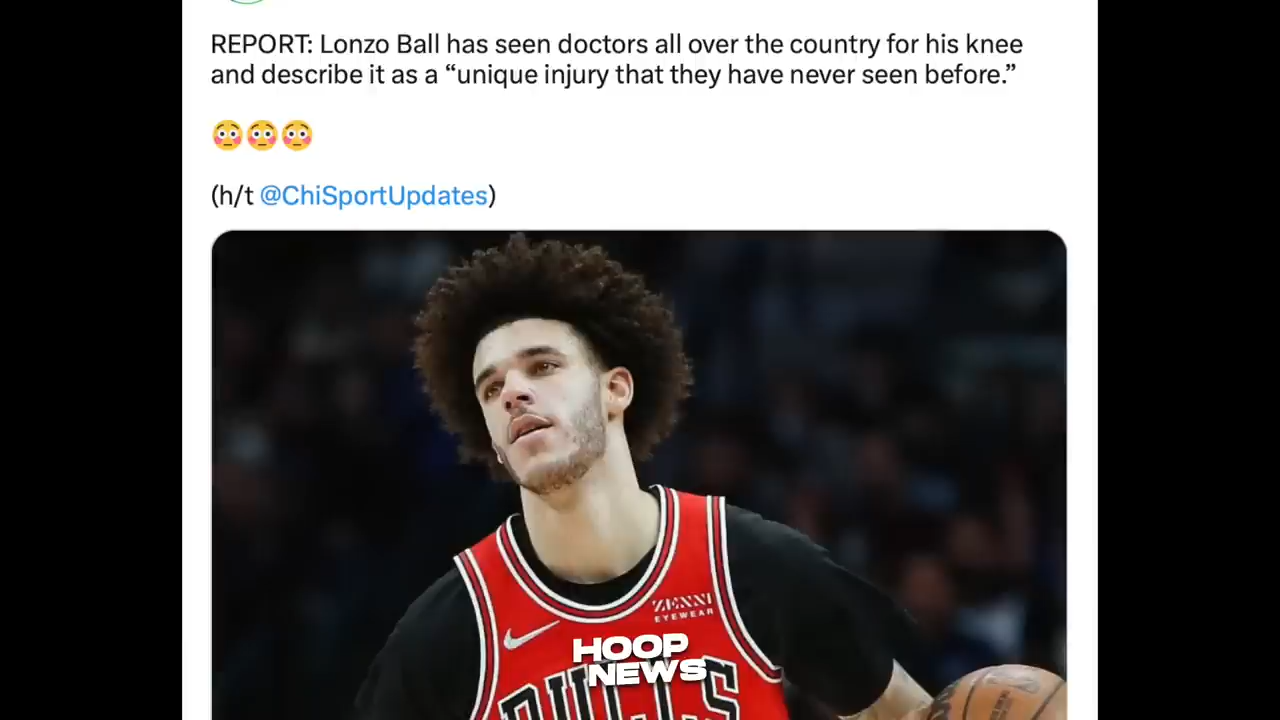 REPORT: Lonzo Ball has seen doctors all over the country for his knee
and describe it as a “unique injury that they have never seen before.”
😳😳😳
(h/t @ChiSportUpdates)
ZENNI
EYEWEAR
HOOP
NEWS
BULLS